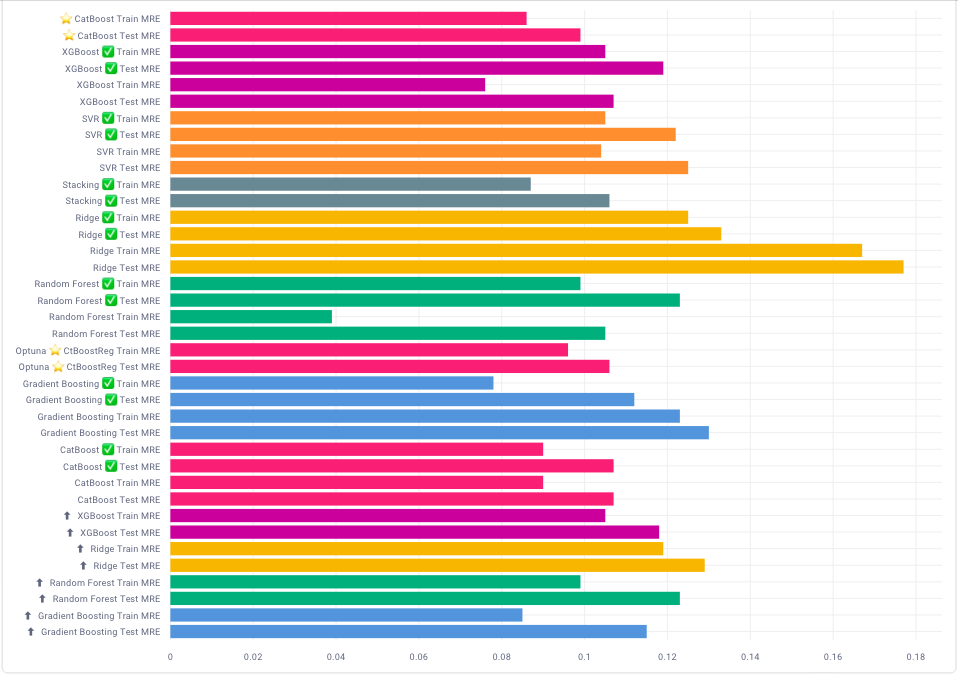 ⭐ CatBoost Train MRE
⭐ CatBoost Test MRE
XGBoost ✅ Train MRE
XGBoost ✅ Test MRE
XGBoost Train MRE
XGBoost Test MRE
SVR ✅ Train MRE
SVR ✅ Test MRE
SVR Train MRE
SVR Test MRE
Stacking ✅ Train MRE
Stacking ✅ Test MRE
Ridge ✅ Train MRE
Ridge ✅ Test MRE
Ridge Train MRE
Ridge Test MRE
Random Forest ✅ Train MRE
Random Forest ✅ Test MRE
Random Forest Train MRE
Random Forest Test MRE
Optuna ⭐ CtBoostReg Train MRE
Optuna ⭐ CtBoostReg Test MRE
Gradient Boosting ✅ Train MRE
Gradient Boosting ✅ Test MRE
Gradient Boosting Train MRE
Gradient Boosting Test MRE
CatBoost ✅ Train MRE
CatBoost ✅ Test MRE
CatBoost Train MRE
CatBoost Test MRE
⬆ XGBoost Train MRE
⬆ XGBoost Test MRE
⬆ Ridge Train MRE
⬆ Ridge Test MRE
⬆ Random Forest Train MRE
⬆ Random Forest Test MRE
⬆ Gradient Boosting Train MRE
⬆ Gradient Boosting Test MRE
0 0.02 0.04 0.06 0.08 0.1 0.12 0.14 0.16 0.18